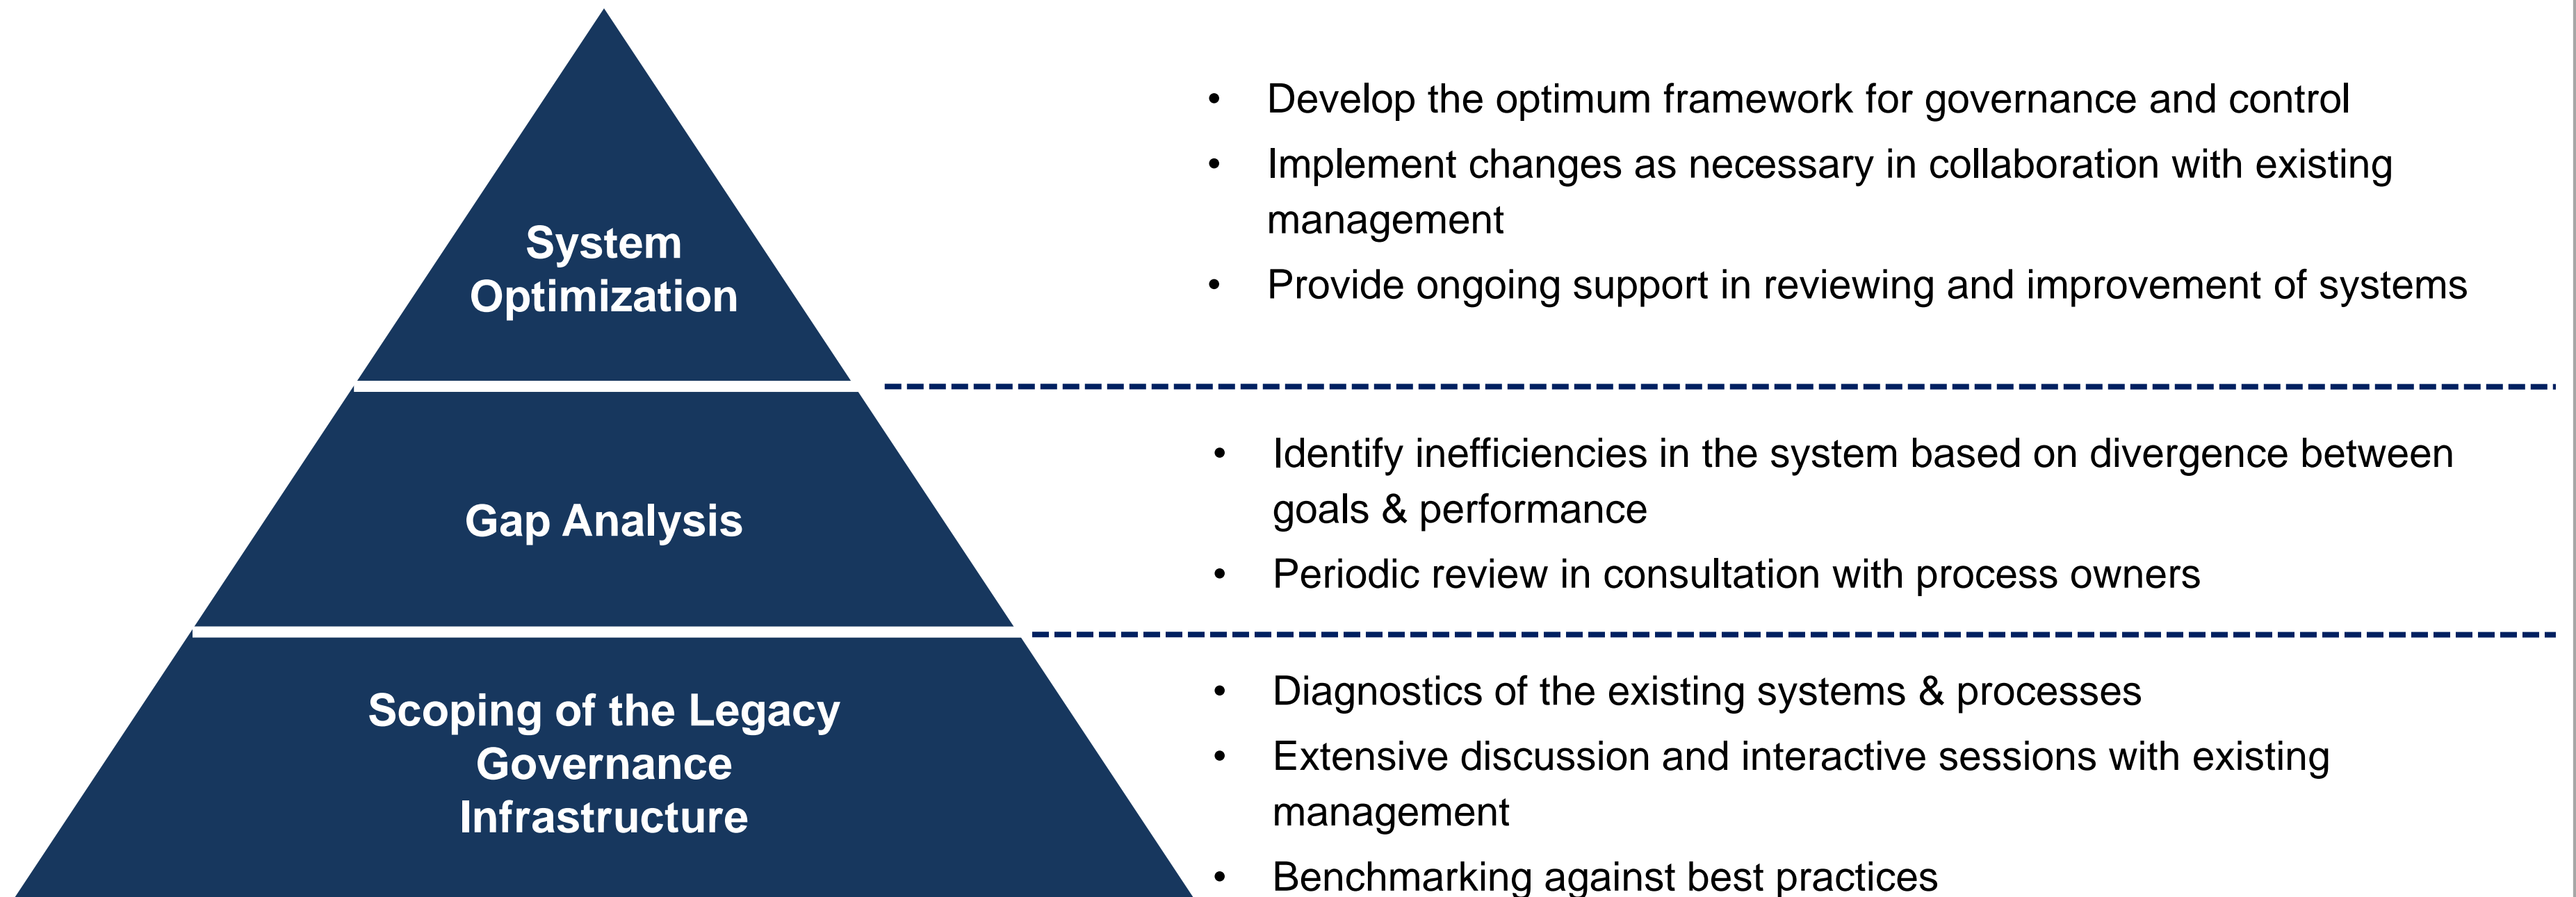 System
Optimization
• Develop the optimum framework for governance and control
• Implement changes as necessary in collaboration with existing
management
• Provide ongoing support in reviewing and improvement of systems
Gap Analysis
• Identify inefficiencies in the system based on divergence between
goals & performance
• Periodic review in consultation with process owners
Scoping of the Legacy
Governance
Infrastructure
• Diagnostics of the existing systems & processes
• Extensive discussion and interactive sessions with existing
management
• Benchmarking against best practices